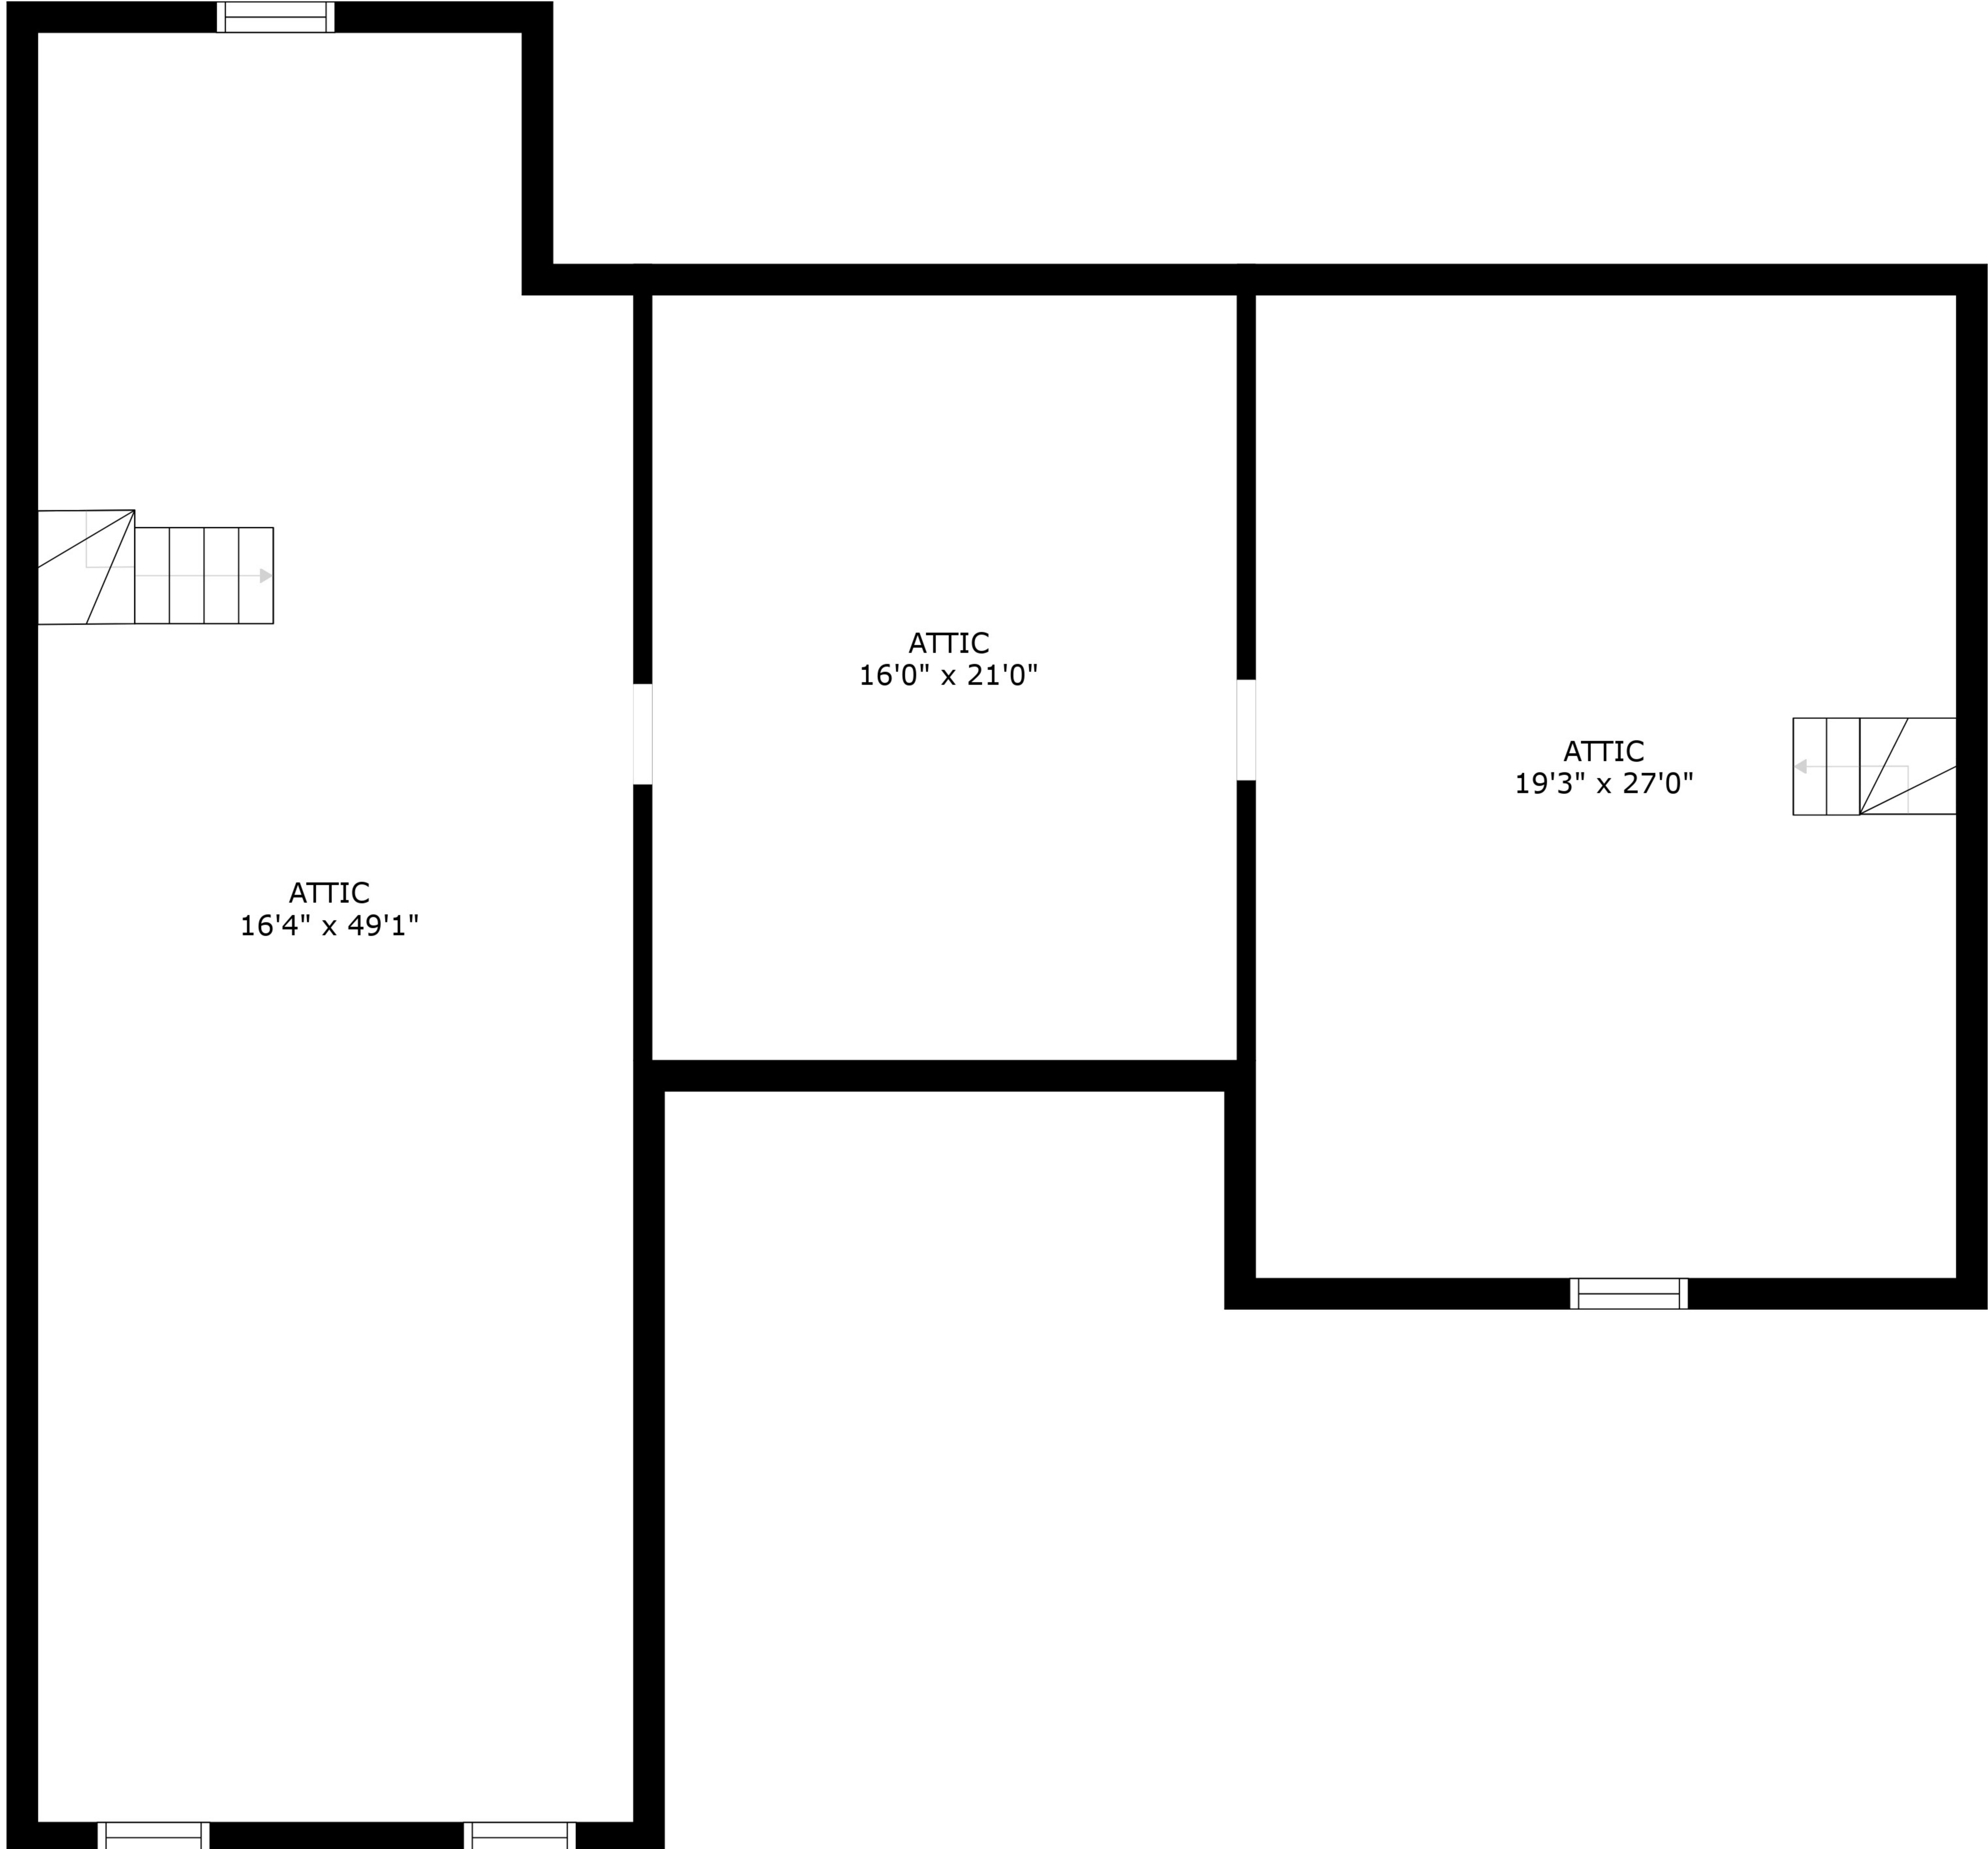 ATTIC
16'0" x 21'0"
ATTIC
19'3" x 27'0"
ATTIC
16'4" x 49'1"